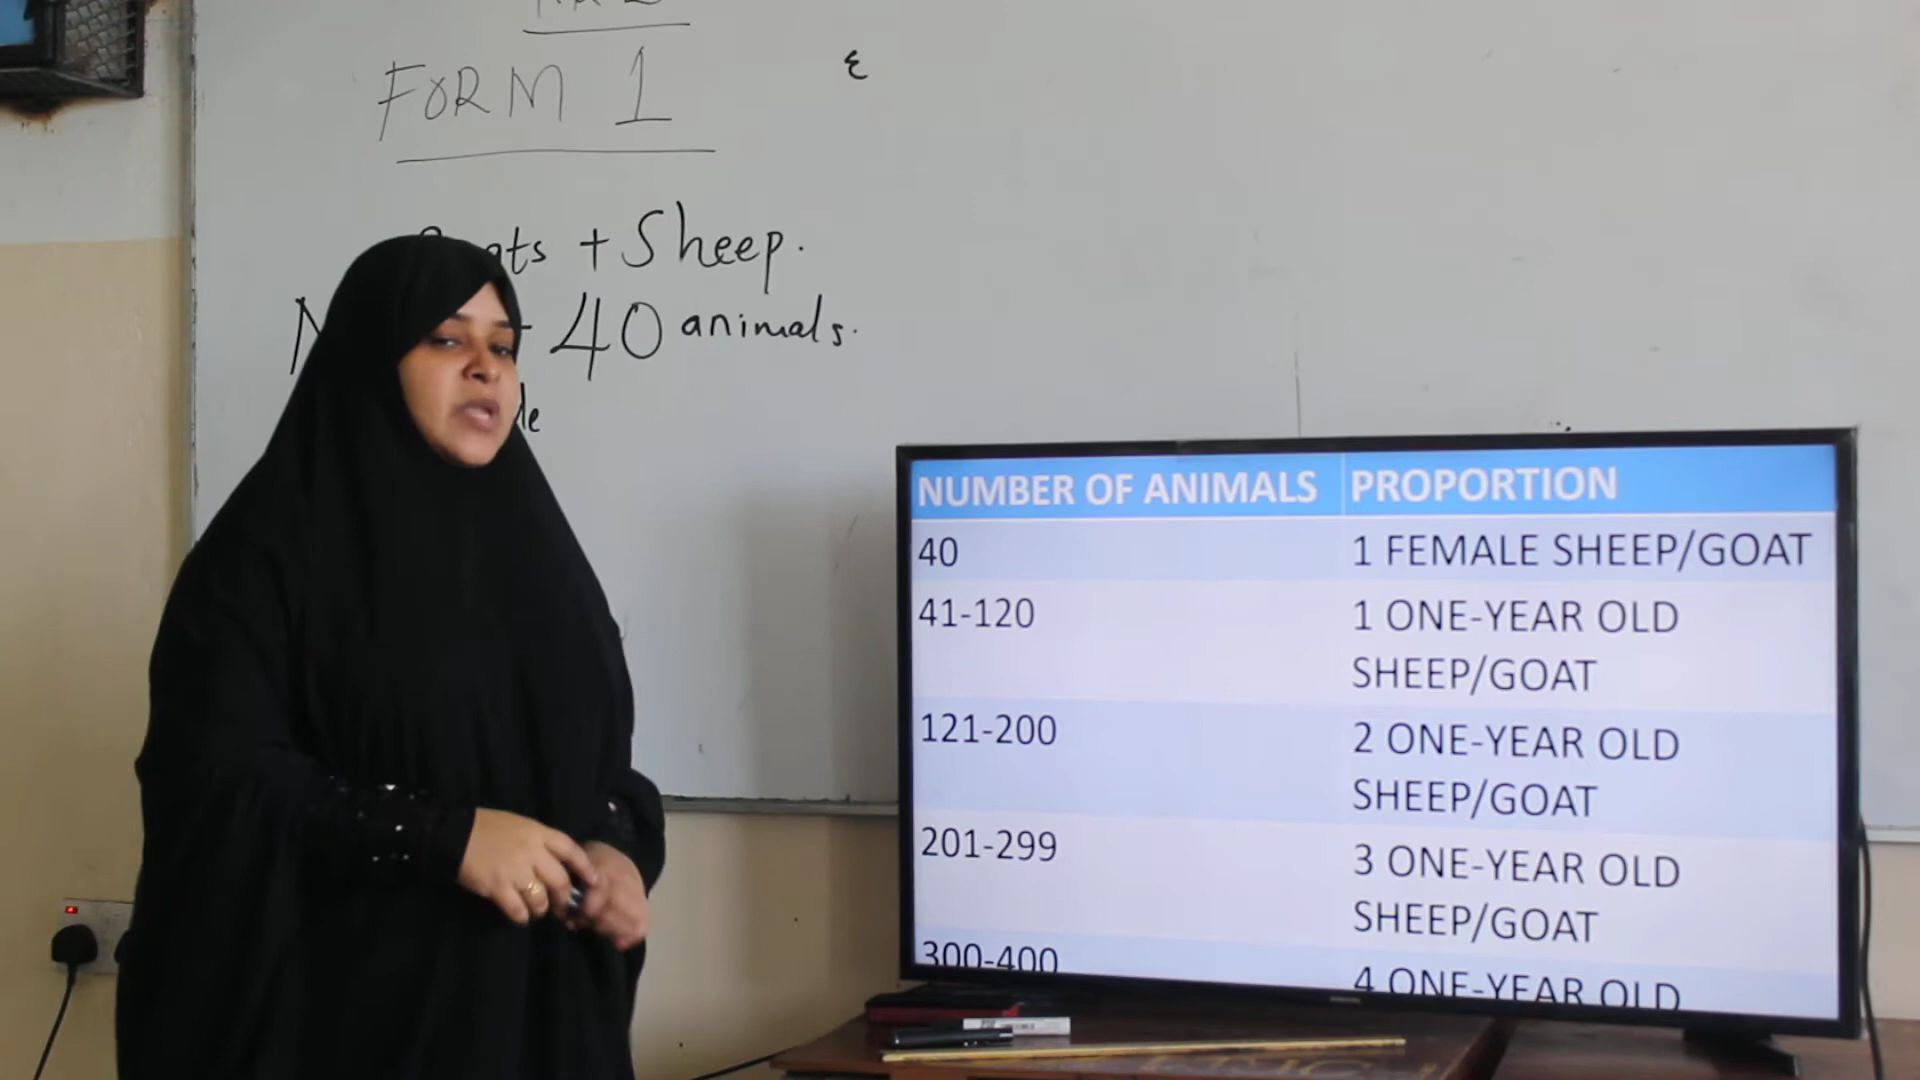 FORM 1
+ Sheep.
40 animals.
NUMBER OF ANIMALS PROPORTION
40 1 FEMALE SHEEP/GOAT
41-120 1 ONE-YEAR OLD
SHEEP/GOAT
121-200 2 ONE-YEAR OLD
SHEEP/GOAT
201-299 3 ONE-YEAR OLD
SHEEP/GOAT
300-400 4 ONE-YEAR OLD